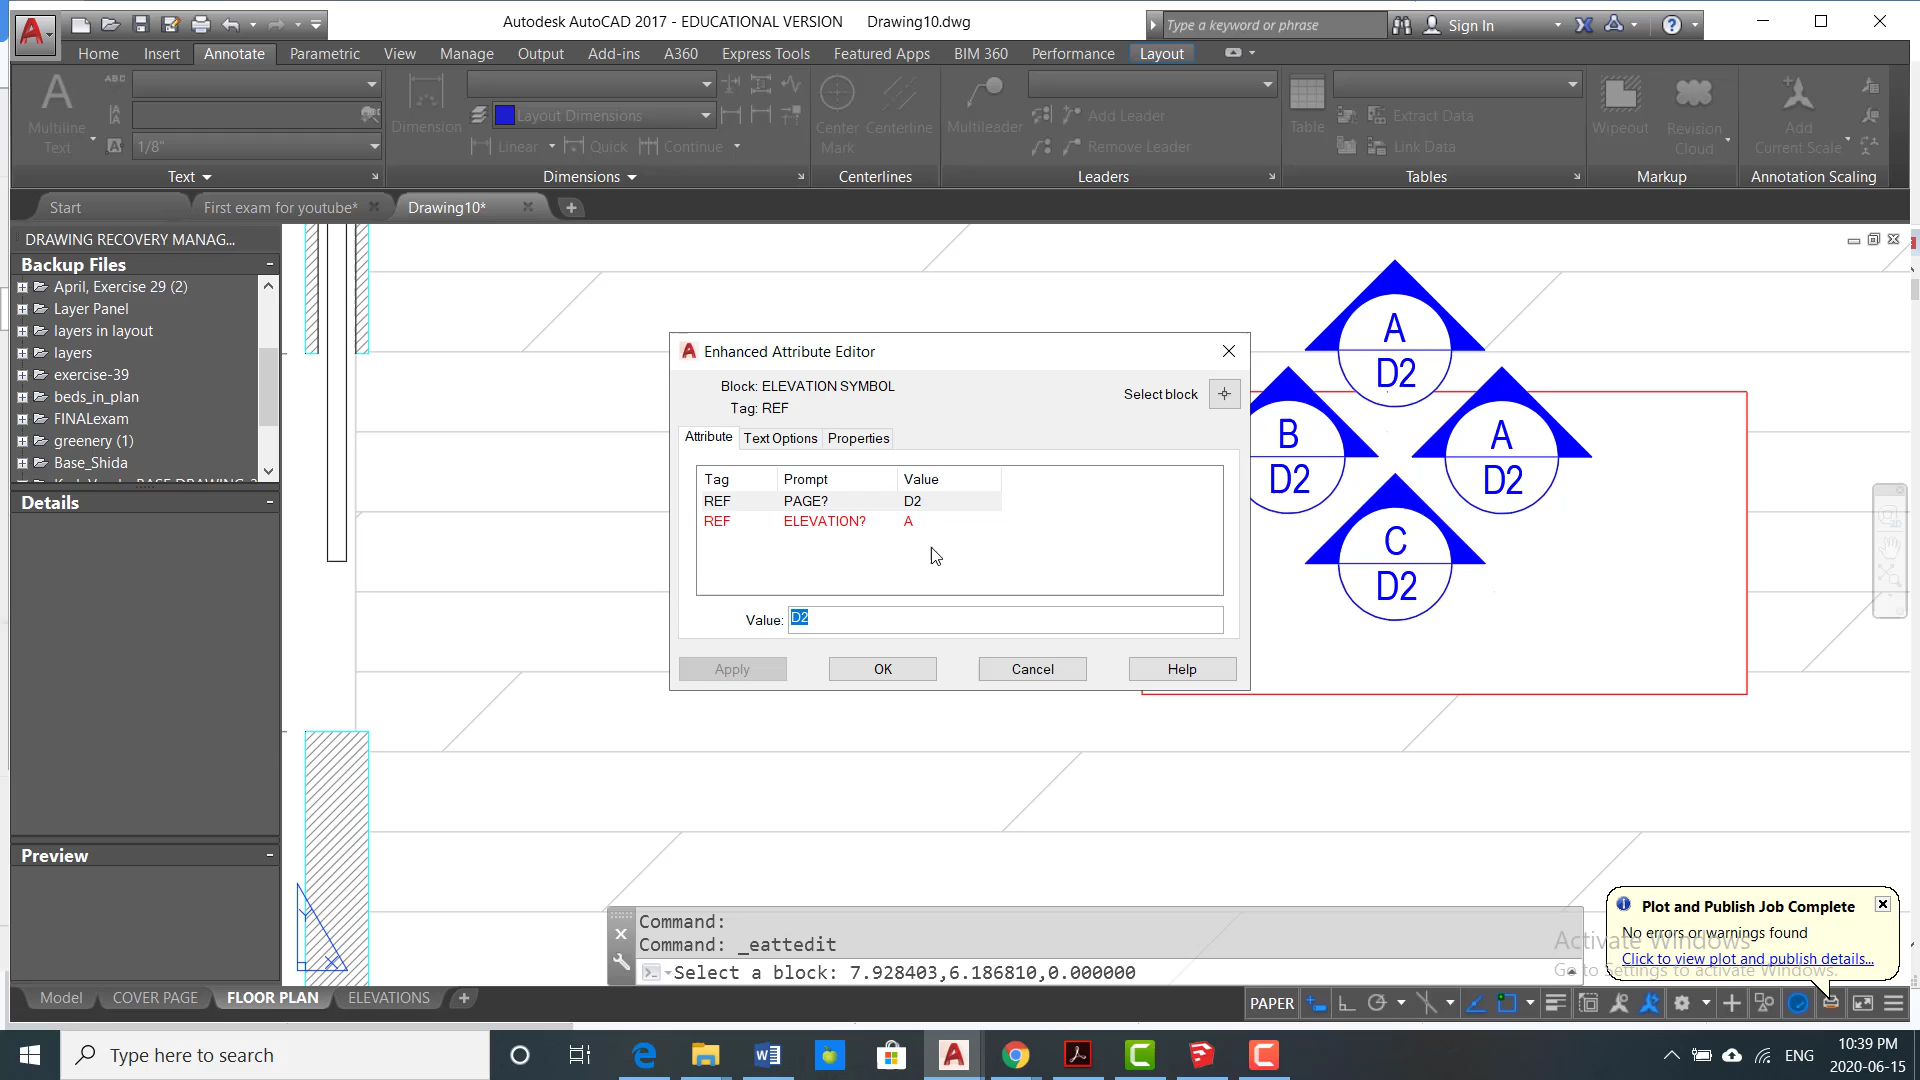 Autodesk AutoCAD 2017 - EDUCATIONAL VERSION Drawing10.dwg
Type a keyword or phrase
Sign In
Home Insert Annotate Parametric View Manage Output Add-ins A360 Express Tools Featured Apps BIM 360 Performance Layout
Multiline
Text
ABC
1/8"
Dimension
Layout Dimensions
Linear Quick Continue
Center
Mark
Centerline
Multileader
Add Leader
Remove Leader
Table
Extract Data
Link Data
Wipeout
Revision
Cloud
Add
Current Scale
Text Dimensions Centerlines Leaders Tables Markup Annotation Scaling
Start First exam for youtube* Drawing10*
DRAWING RECOVERY MANAG...
Backup Files
April, Exercise 29 (2)
Layer Panel
layers in layout
layers
exercise-39
beds_in_plan
FINALexam
greenery (1)
Base_Shida
Details
Preview
Enhanced Attribute Editor
Block: ELEVATION SYMBOL
Tag: REF
Select block
Attribute Text Options Properties
Tag Prompt Value
REF PAGE? D2
REF ELEVATION? A
Value: D2
Apply OK Cancel Help
A
D2
B
D2
A
D2
C
D2
Y
X
Command:
Command: _eattedit
Select a block: 7.928403,6.186810,0.000000
Plot and Publish Job Complete
No errors or warnings found
Click to view plot and publish details...
Activate Windows
Go to Settings to activate Windows.
Model COVER PAGE FLOOR PLAN ELEVATIONS
PAPER
Type here to search
ENG
10:39 PM
2020-06-15